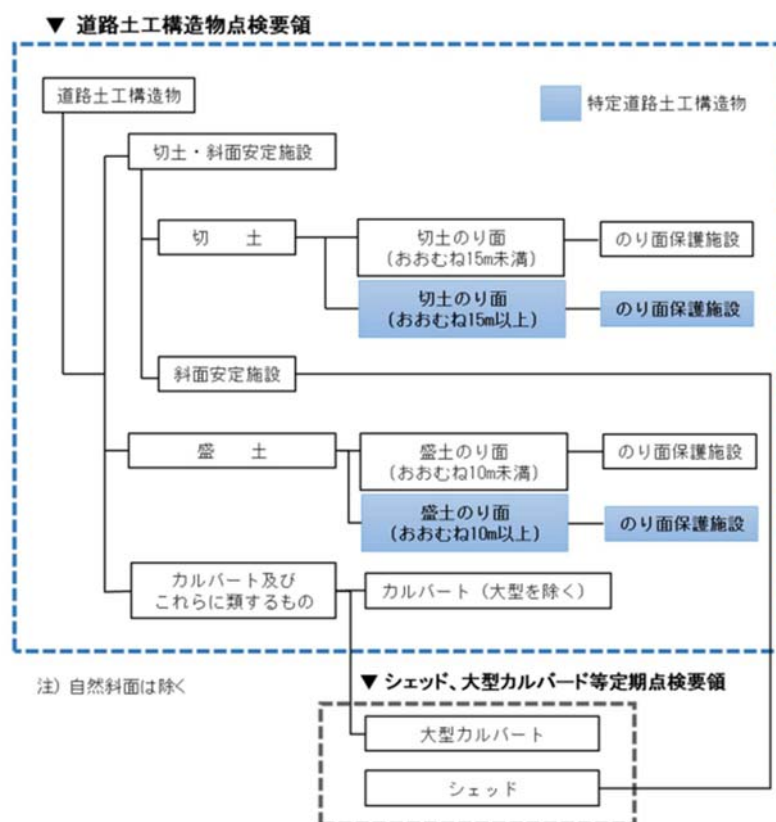 ▼ 道路土工構造物点検要領
道路土工構造物
特定道路土工構造物
切土・斜面安定施設
切　土
切土のり面
(おおむね15m未満)
のり面保護施設
切土のり面
(おおむね15m以上)
のり面保護施設
斜面安定施設
盛　土
盛土のり面
(おおむね10m未満)
のり面保護施設
盛土のり面
(おおむね10m以上)
のり面保護施設
カルバート及び
これらに類するもの
カルバート（大型を除く）
注）自然斜面は除く
▼ シェッド、大型カルバード等定期点検要領
大型カルバート
シェッド